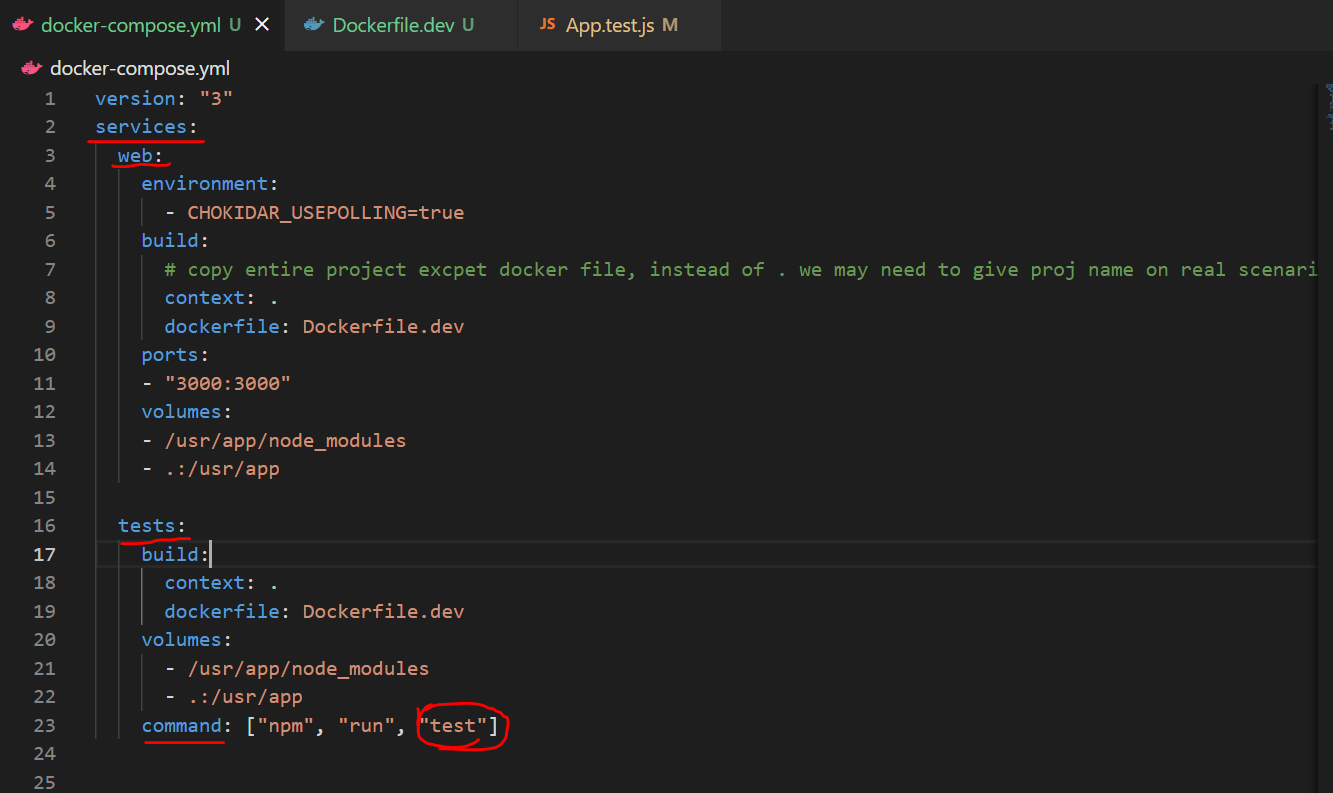 docker-compose.yml U Dockerfile.dev U JS App.test.js M
docker-compose.yml
1 version: "3"
2 services:
3 web:
4 environment:
5 - CHOKIDAR_USEPOLLING=true
6 build:
7 # copy entire project excpet docker file, instead of . we may need to give proj name on real scenari
8 context: .
9 dockerfile: Dockerfile.dev
10 ports:
11 - "3000:3000"
12 volumes:
13 - /usr/app/node_modules
14 - .:/usr/app
15
16 tests:
17 build:
18 context: .
19 dockerfile: Dockerfile.dev
20 volumes:
21 - /usr/app/node_modules
22 - .:/usr/app
23 command: ["npm", "run", "test"]
24
25